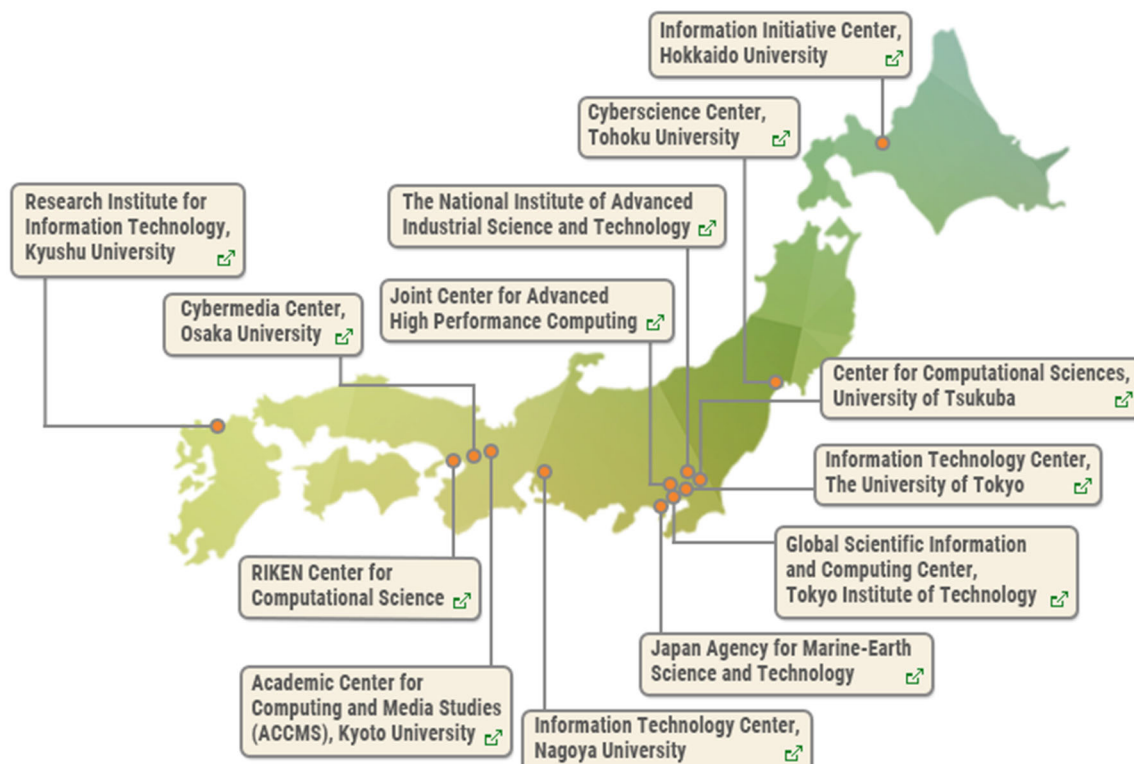 Information Initiative Center,
Hokkaido University
Cyberscience Center,
Tohoku University
Research Institute for
Information Technology,
Kyushu University
The National Institute of Advanced
Industrial Science and Technology
Cybermedia Center,
Osaka University
Joint Center for Advanced
High Performance Computing
Center for Computational Sciences,
University of Tsukuba
Information Technology Center,
The University of Tokyo
Global Scientific Information
and Computing Center,
Tokyo Institute of Technology
RIKEN Center for
Computational Science
Japan Agency for Marine-Earth
Science and Technology
Academic Center for
Computing and Media Studies
(ACCMS), Kyoto University
Information Technology Center,
Nagoya University